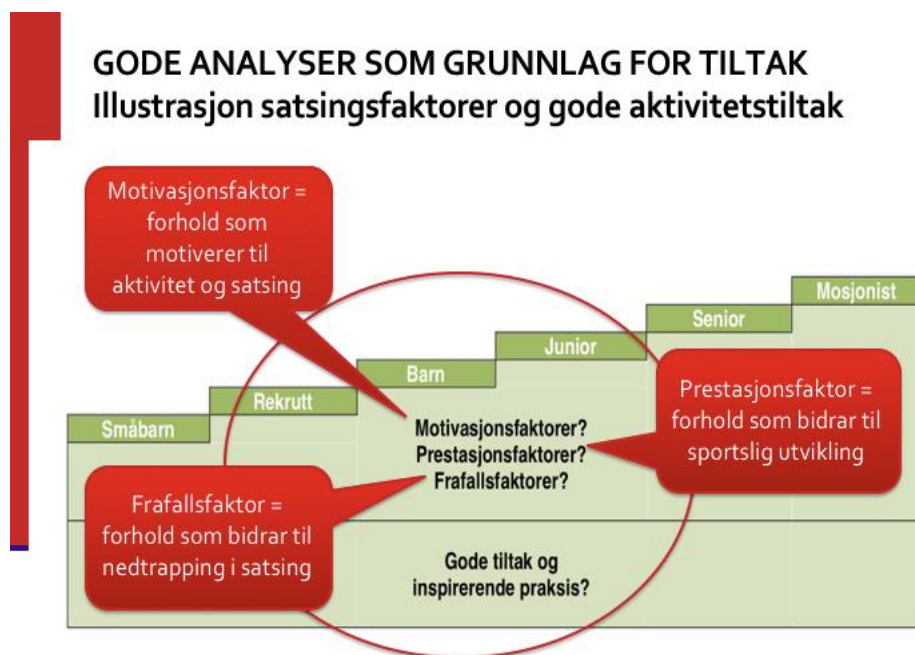 GODE ANALYSER SOM GRUNNLAG FOR TILTAK
Illustrasjon satsingsfaktorer og gode aktivitetstiltak
Motivasjonsfaktor =
forhold som
motiverer til
aktivitet og satsing
Mosjonist
Senior
Junior
Barn
Rekrutt
Småbarn
Motivasjonsfaktorer?
Prestasjonsfaktorer?
Frafallsfaktorer?
Prestasjonsfaktor =
forhold som bidrar til
sportslig utvikling
Frafallsfaktor =
forhold som bidrar til
nedtrapping i satsing
Gode tiltak og
inspirerende praksis?